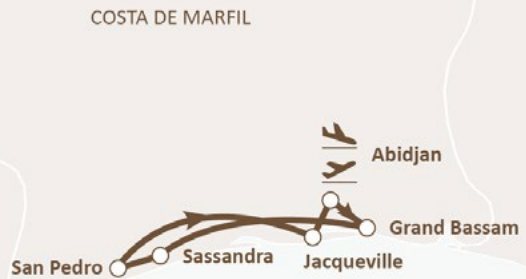 COSTA DE MARFIL
Abidjan
Grand Bassam
Sassandra
Jacqueville
San Pedro